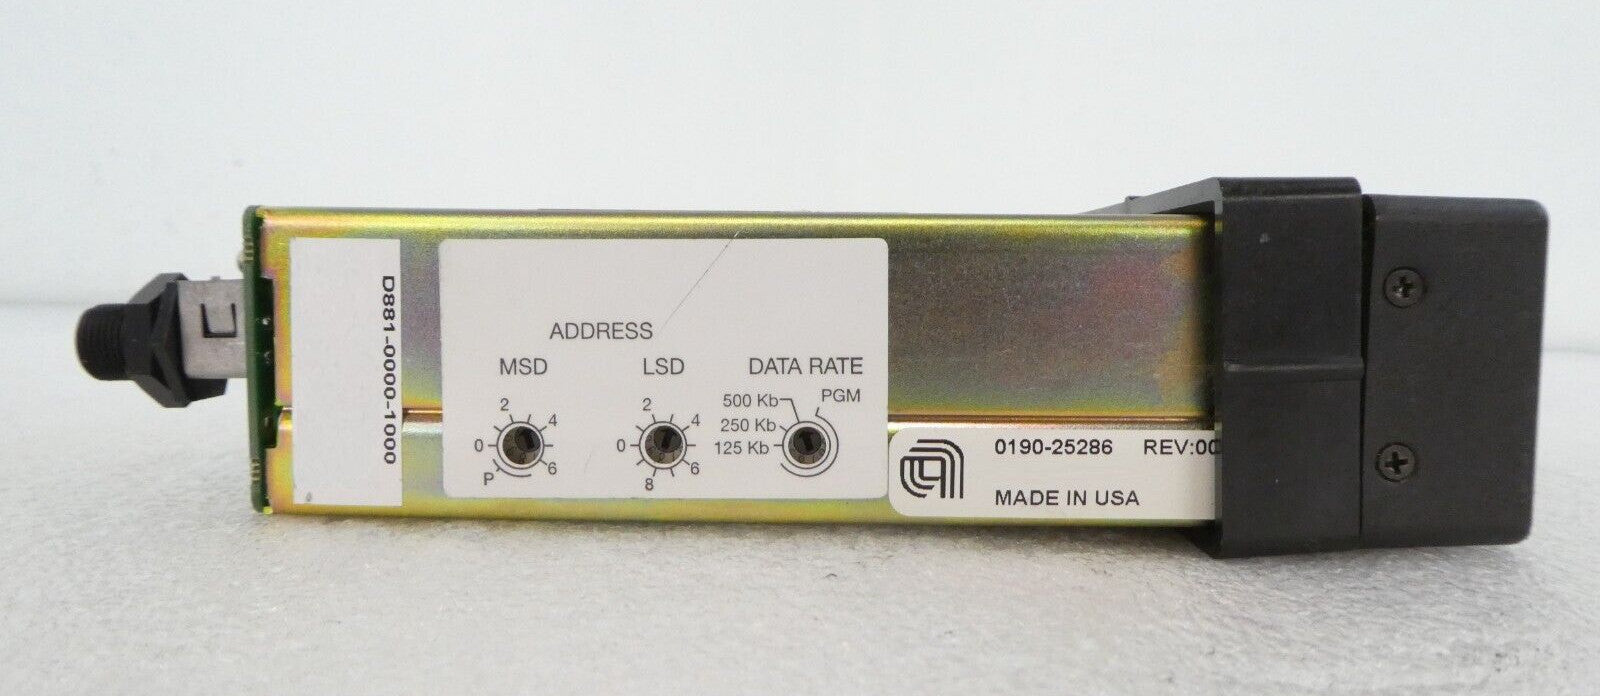 D881-0000-1000
ADDRESS
MSD
LSD
DATA RATE
2
4
0
6
P
2
4
0
6
8
500 Kb
PGM
250 Kb
125 Kb
0190-25286 REV:00
MADE IN USA